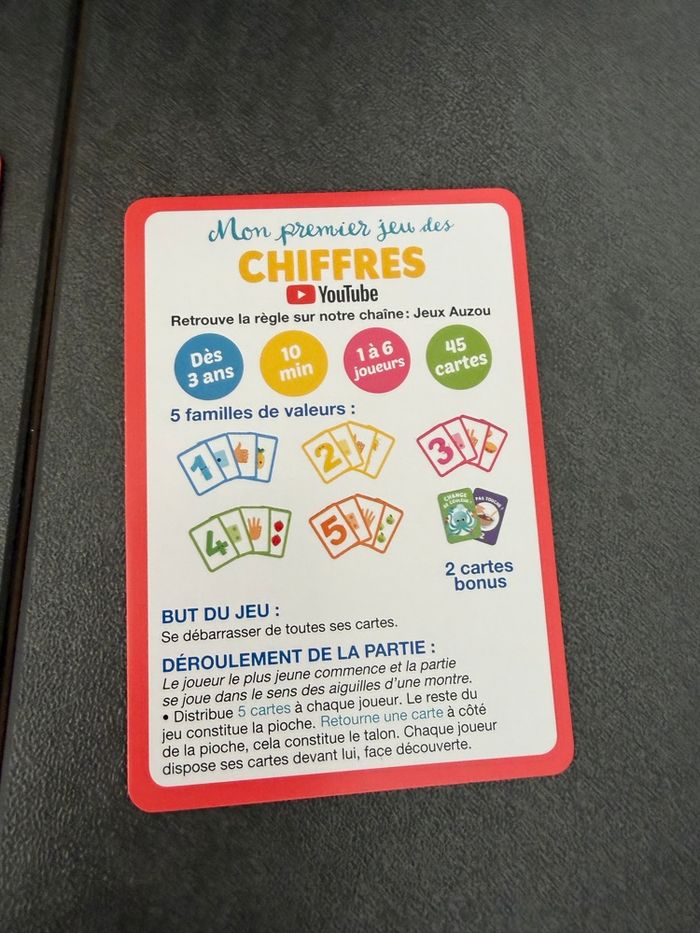 Mon premier jeu des
CHIFFRES
YouTube
Retrouve la règle sur notre chaîne : Jeux Auzou
Dès
3 ans
10
min
1 à 6
joueurs
45
cartes
5 familles de valeurs :
1
2
3
4
5
CHANGE
DE COULEUR !
PAS TOUCHE !
2 cartes
bonus
BUT DU JEU :
Se débarrasser de toutes ses cartes.
DÉROULEMENT DE LA PARTIE :
Le joueur le plus jeune commence et la partie
se joue dans le sens des aiguilles d'une montre.
• Distribue 5 cartes à chaque joueur. Le reste du
jeu constitue la pioche. Retourne une carte à côté
de la pioche, cela constitue le talon. Chaque joueur
dispose ses cartes devant lui, face découverte.